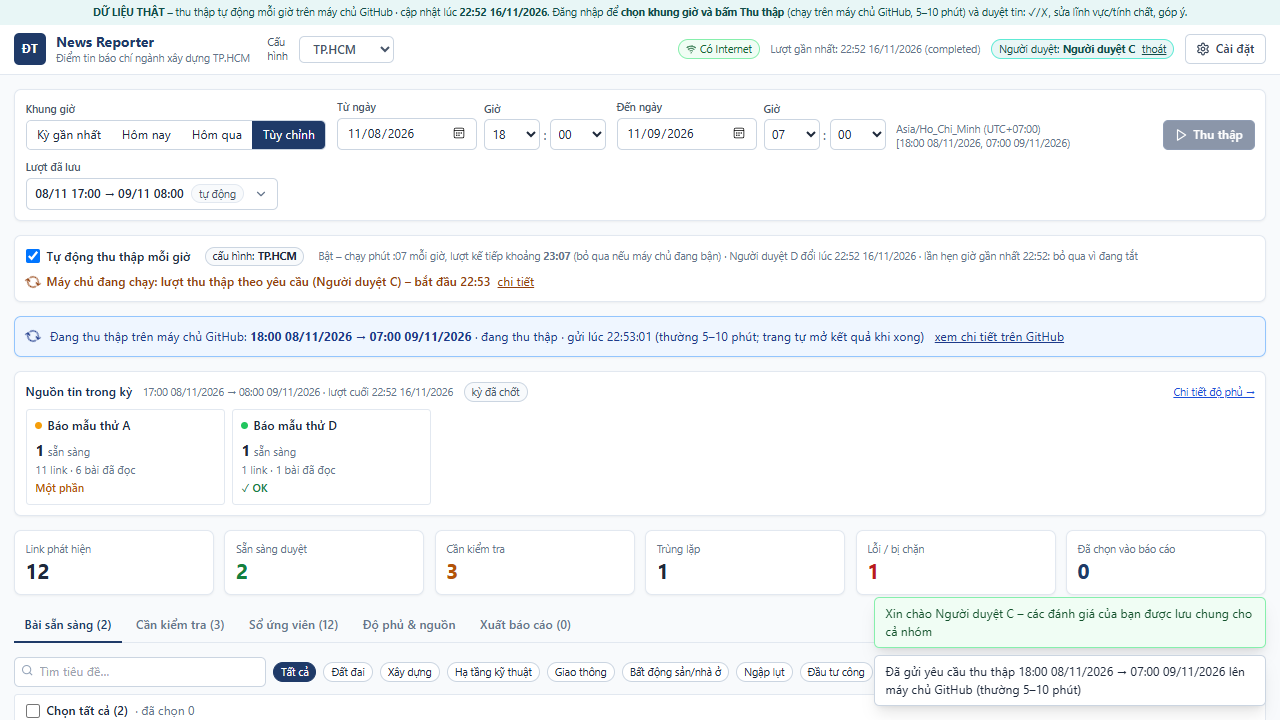 DỮ LIỆU THẬT – thu thập tự động mỗi giờ trên máy chủ GitHub · cập nhật lúc 22:52 16/11/2026. Đăng nhập để chọn khung giờ và bấm Thu thập (chạy trên máy chủ GitHub, 5–10 phút) và duyệt tin: ✓/✗, sửa lĩnh vực/tính chất, góp ý.
ĐT
News Reporter
Điểm tin báo chí ngành xây dựng TP.HCM
Cấu hình
TP.HCM
Có Internet
Lượt gần nhất: 22:52 16/11/2026 (completed)
Người duyệt: Người duyệt C thoát
Cài đặt
Khung giờ
Kỳ gần nhất Hôm nay Hôm qua Tùy chỉnh
Từ ngày
11/08/2026
Giờ
18 : 00
Đến ngày
11/09/2026
Giờ
07 : 00
Asia/Ho_Chi_Minh (UTC+07:00)
[18:00 08/11/2026, 07:00 09/11/2026)
Thu thập
Lượt đã lưu
08/11 17:00 → 09/11 08:00 tự động
Tự động thu thập mỗi giờ cấu hình: TP.HCM Bật – chạy phút :07 mỗi giờ, lượt kế tiếp khoảng 23:07 (bỏ qua nếu máy chủ đang bận) · Người duyệt D đổi lúc 22:52 16/11/2026 · lần hẹn giờ gần nhất 22:52: bỏ qua vì đang tắt
Máy chủ đang chạy: lượt thu thập theo yêu cầu (Người duyệt C) – bắt đầu 22:53 chi tiết
Đang thu thập trên máy chủ GitHub: 18:00 08/11/2026 → 07:00 09/11/2026 · đang thu thập · gửi lúc 22:53:01 (thường 5–10 phút; trang tự mở kết quả khi xong) xem chi tiết trên GitHub
Nguồn tin trong kỳ 17:00 08/11/2026 → 08:00 09/11/2026 · lượt cuối 22:52 16/11/2026 kỳ đã chốt
Chi tiết độ phủ →
Báo mẫu thử A
1 sẵn sàng
11 link · 6 bài đã đọc
Một phần
Báo mẫu thử D
1 sẵn sàng
1 link · 1 bài đã đọc
✓ OK
Link phát hiện
12
Sẵn sàng duyệt
2
Cần kiểm tra
3
Trùng lặp
1
Lỗi / bị chặn
1
Đã chọn vào báo cáo
0
Bài sẵn sàng (2) Cần kiểm tra (3) Sổ ứng viên (12) Độ phủ & nguồn Xuất báo cáo (0)
Tìm tiêu đề...
Tất cả Đất đai Xây dựng Hạ tầng kỹ thuật Giao thông Bất động sản/nhà ở Ngập lụt Đầu tư công
Chọn tất cả (2) · đã chọn 0
Xin chào Người duyệt C – các đánh giá của bạn được lưu chung cho
cả nhóm
Đã gửi yêu cầu thu thập 18:00 08/11/2026 → 07:00 09/11/2026 lên
máy chủ GitHub (thường 5–10 phút)